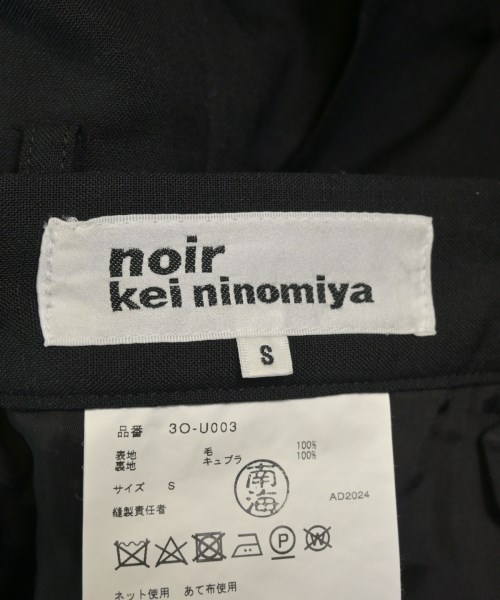 noir
kei ninomiya
S
品番 3O-U003
表地 毛 100%
裏地 キュプラ 100%
サイズ S
南海
縫製責任者
AD2024
P W
ネット使用 あて布使用